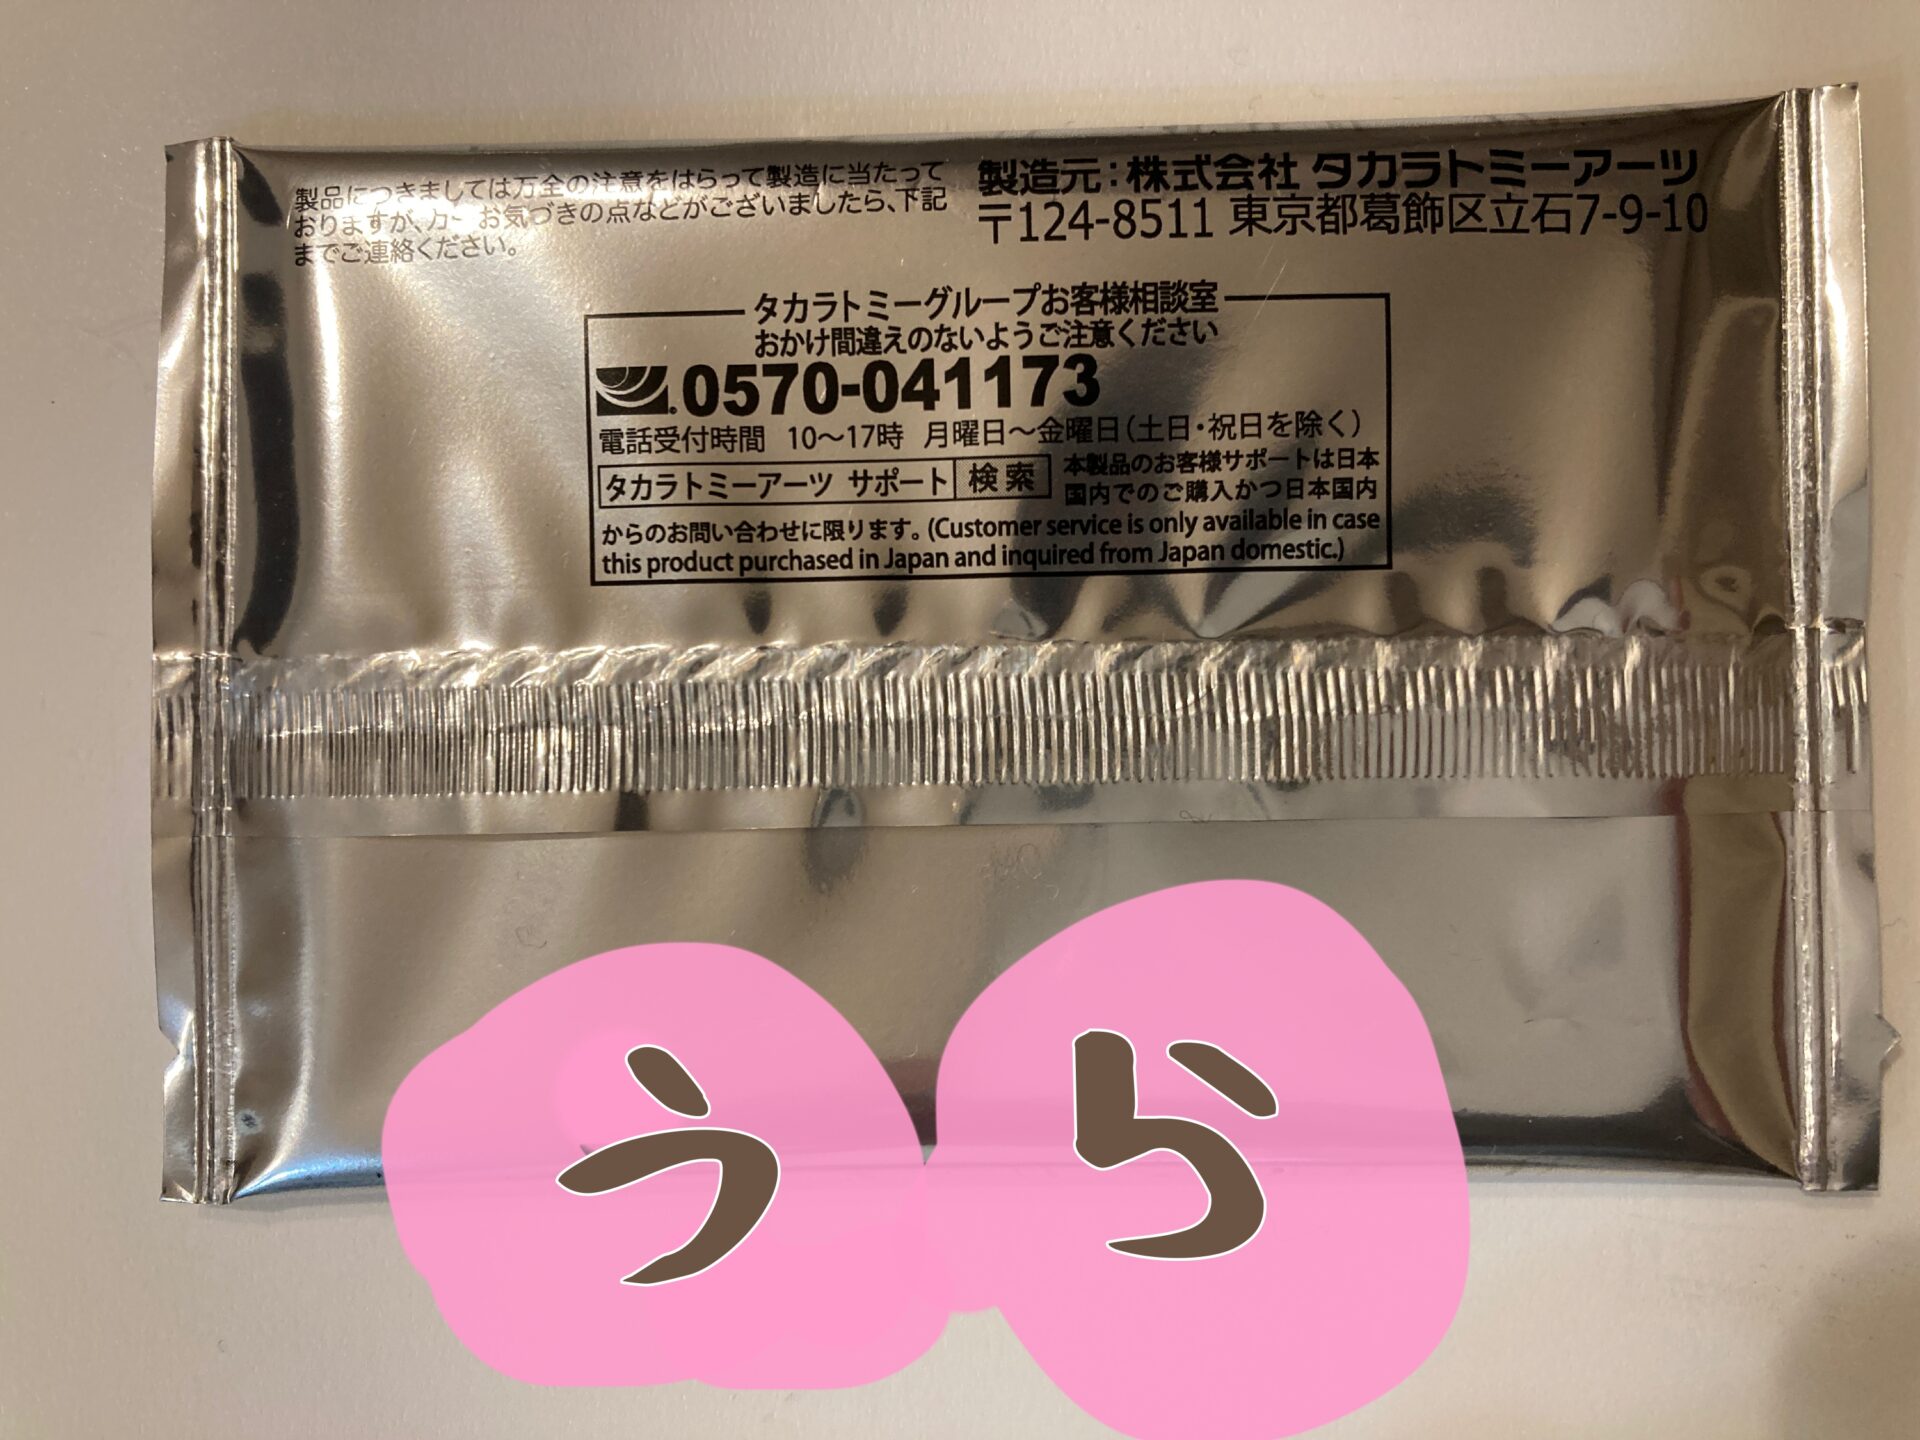 製品につきましては万全の注意をはらって製造に当たって
おりますが、万一、お気づきの点などがございましたら、下記
までご連絡ください。
製造元：株式会社 タカラトミーアーツ
〒124-8511 東京都葛飾区立石7-9-10
タカラトミーグループお客様相談室
おかけ間違えのないようご注意ください
0570-041173
電話受付時間 10～17時 月曜日～金曜日（土日・祝日を除く）
タカラトミーアーツ サポート 検索
本製品のお客様サポートは日本
国内でのご購入かつ日本国内
からのお問い合わせに限ります。(Customer service is only available in case
this product purchased in Japan and inquired from Japan domestic.)
うら